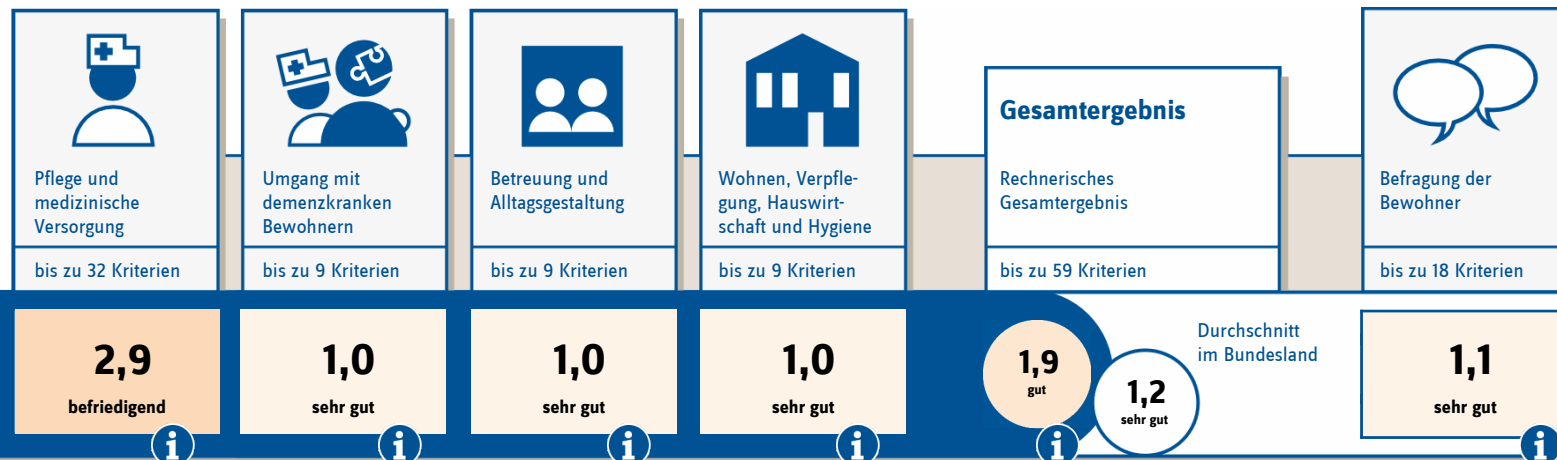 Pflege und
medizinische
Versorgung
bis zu 32 Kriterien
2,9
befriedigend
i
Umgang mit
demenzkranken
Bewohnern
bis zu 9 Kriterien
1,0
sehr gut
i
Betreuung und
Alltagsgestaltung
bis zu 9 Kriterien
1,0
sehr gut
i
Wohnen, Verpfle-
gung, Hauswirt-
schaft und Hygiene
bis zu 9 Kriterien
1,0
sehr gut
i
Gesamtergebnis
Rechnerisches
Gesamtergebnis
bis zu 59 Kriterien
1,9
gut
i
Durchschnitt
im Bundesland
1,2
sehr gut
Befragung der
Bewohner
bis zu 18 Kriterien
1,1
sehr gut
i